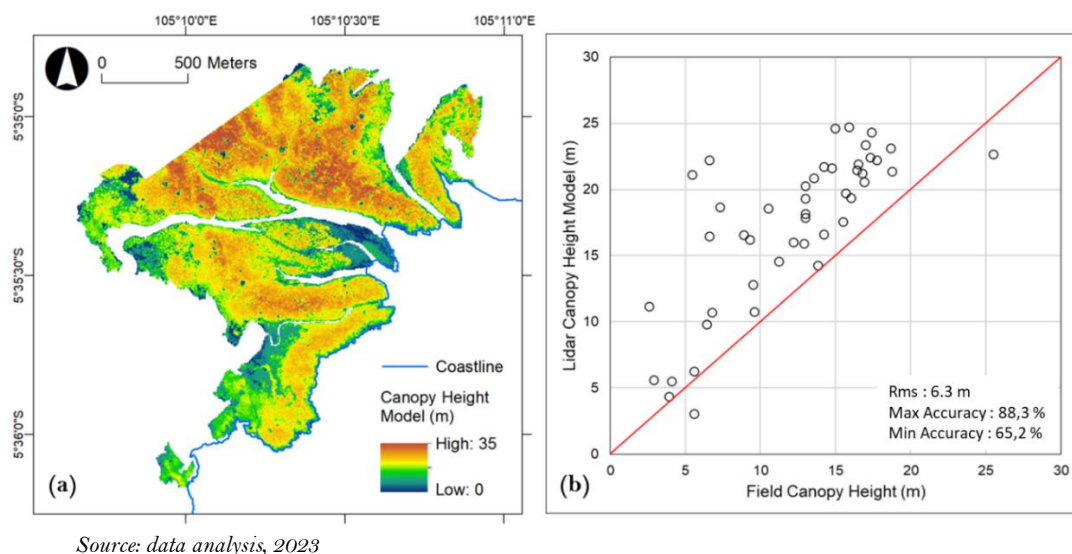 105°10'0"E
105°10'30"E
105°11'0"E
0 500 Meters
5°35'0"S
5°35'30"S
5°36'0"S
Coastline
Canopy Height
Model (m)
High: 35
Low: 0
(a)
30
25
20
15
10
5
0
Lidar Canopy Height Model (m)
Rms : 6.3 m
Max Accuracy : 88,3 %
Min Accuracy : 65,2 %
0 5 10 15 20 25 30
(b)
Field Canopy Height (m)
Source: data analysis, 2023